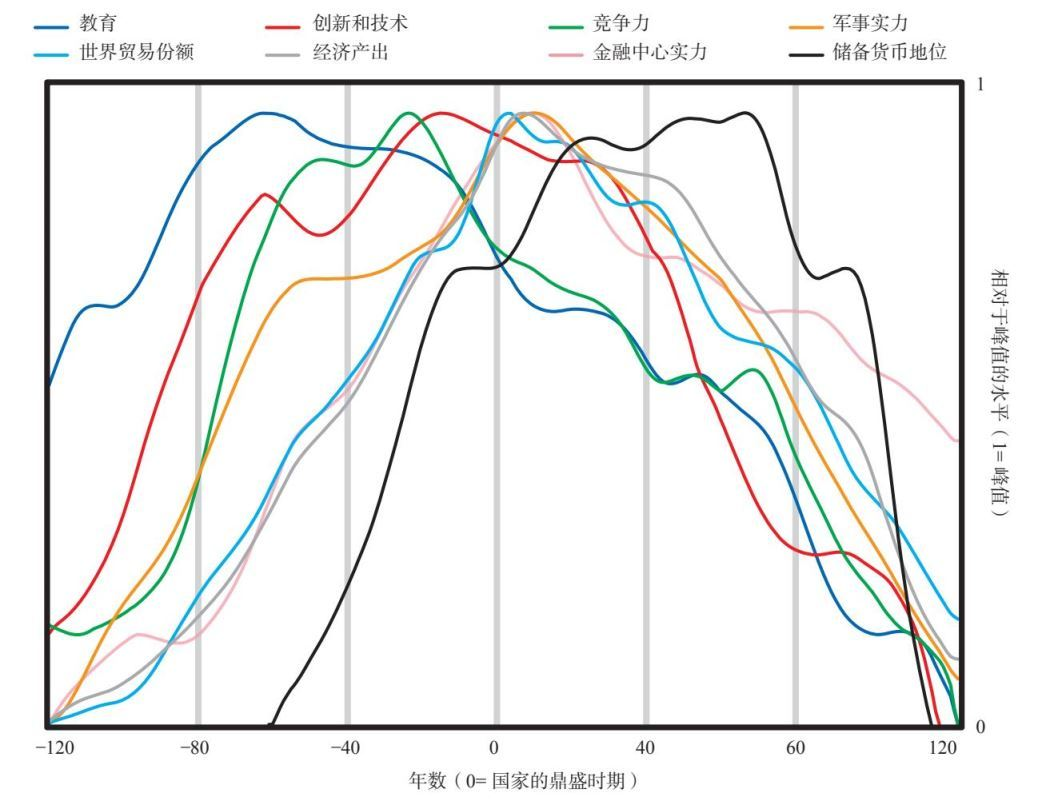 教育 创新和技术 竞争力 军事实力
世界贸易份额 经济产出 金融中心实力 储备货币地位
1
相对于峰值的水平（1=峰值）
0
−120 −80 −40 0 40 60 120
年数（0=国家的鼎盛时期）